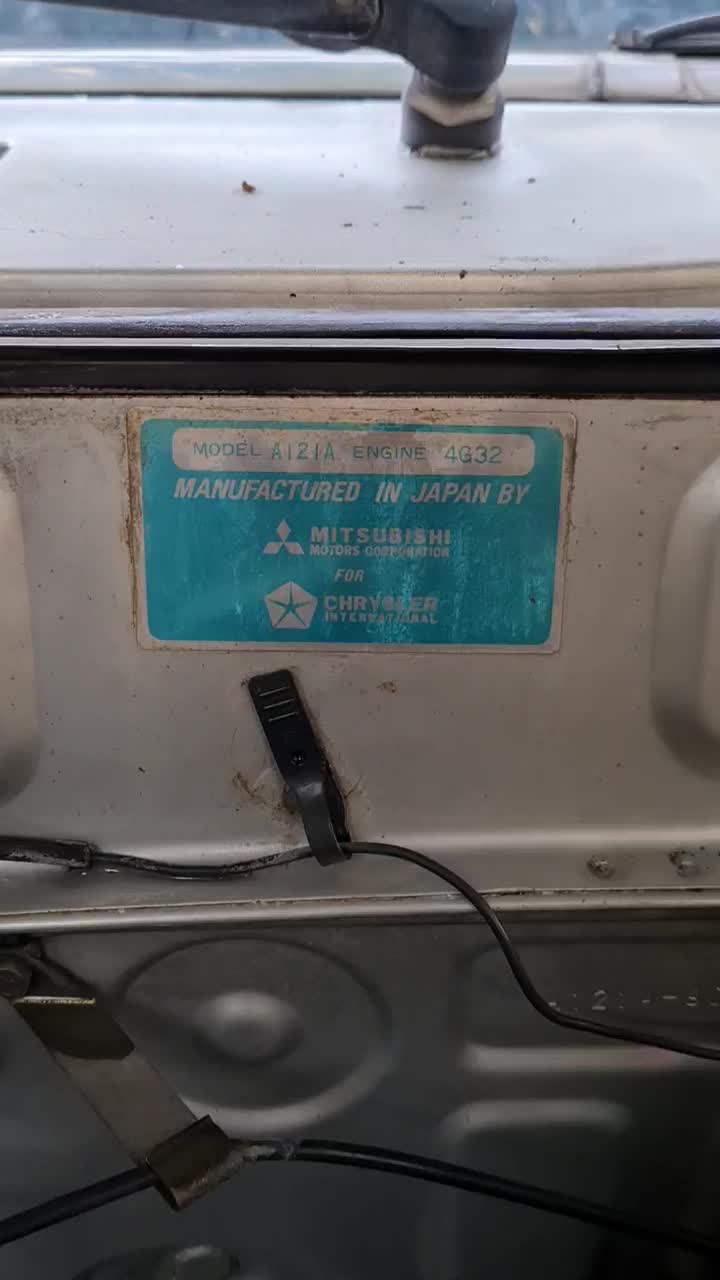 MODEL A121A ENGINE 4G32
MANUFACTURED IN JAPAN BY
MITSUBISHI
MOTORS CORPORATION
FOR
CHRYSLER
INTERNATIONAL